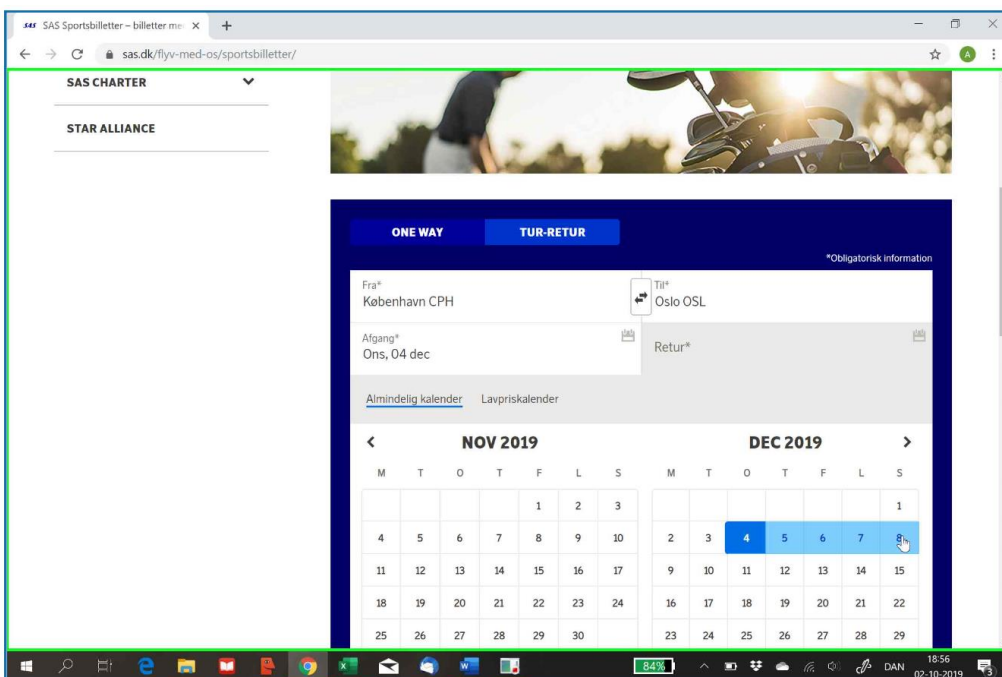 SAS SAS Sportsbilletter – billetter me
sas.dk/flyv-med-os/sportsbilletter/
A
SAS CHARTER
STAR ALLIANCE
ONE WAY TUR-RETUR
*Obligatorisk information
Fra* Til*
København CPH Oslo OSL
Afgang* Retur*
Ons, 04 dec
Almindelig kalender Lavpriskalender
NOV 2019 DEC 2019
M T O T F L S M T O T F L S
1 2 3 1
4 5 6 7 8 9 10 2 3 4 5 6 7 8
11 12 13 14 15 16 17 9 10 11 12 13 14 15
18 19 20 21 22 23 24 16 17 18 19 20 21 22
25 26 27 28 29 30 23 24 25 26 27 28 29
84% DAN 18:56
02-10-2019 3